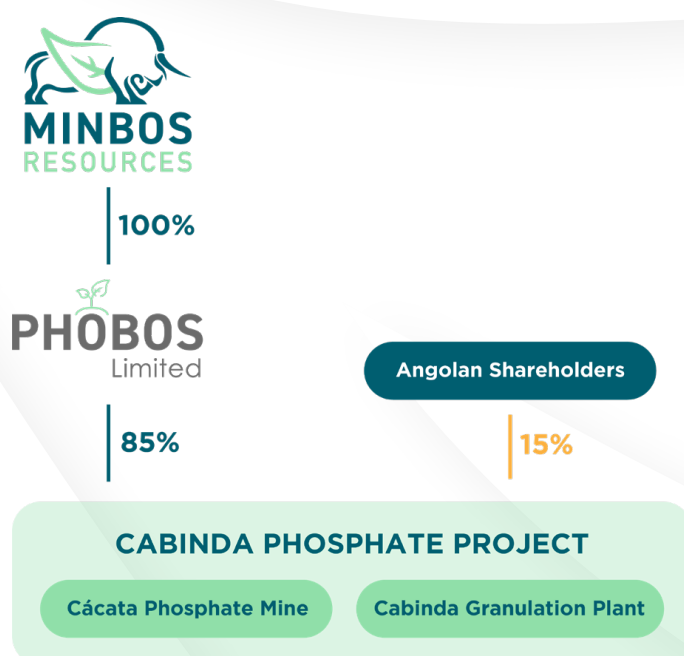 MINBOS
RESOURCES
100%
PHOBOS
Limited
Angolan Shareholders
85%
15%
CABINDA PHOSPHATE PROJECT
Cácata Phosphate Mine
Cabinda Granulation Plant